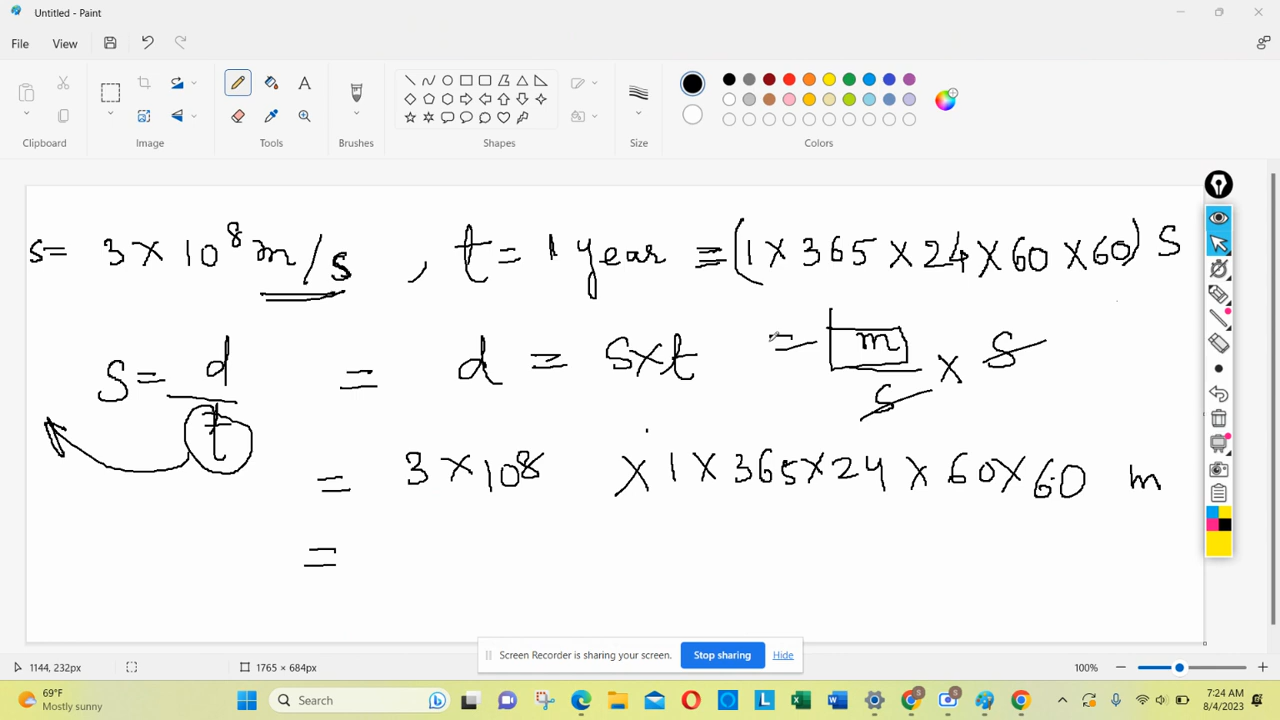 Untitled - Paint
File View
Clipboard Image Tools Brushes Shapes Size Colors
s= 3 × 10⁸ m/s , t = 1 year = (1 × 365 × 24 × 60 × 60) s
s = d/t = d = s×t = m/s × s
= 3 × 10⁸ × 1 × 365 × 24 × 60 × 60 m
=
Screen Recorder is sharing your screen. Stop sharing Hide
1144, 232px 1765 × 684px 100%
69°F
Mostly sunny
Search
7:24 AM
8/4/2023